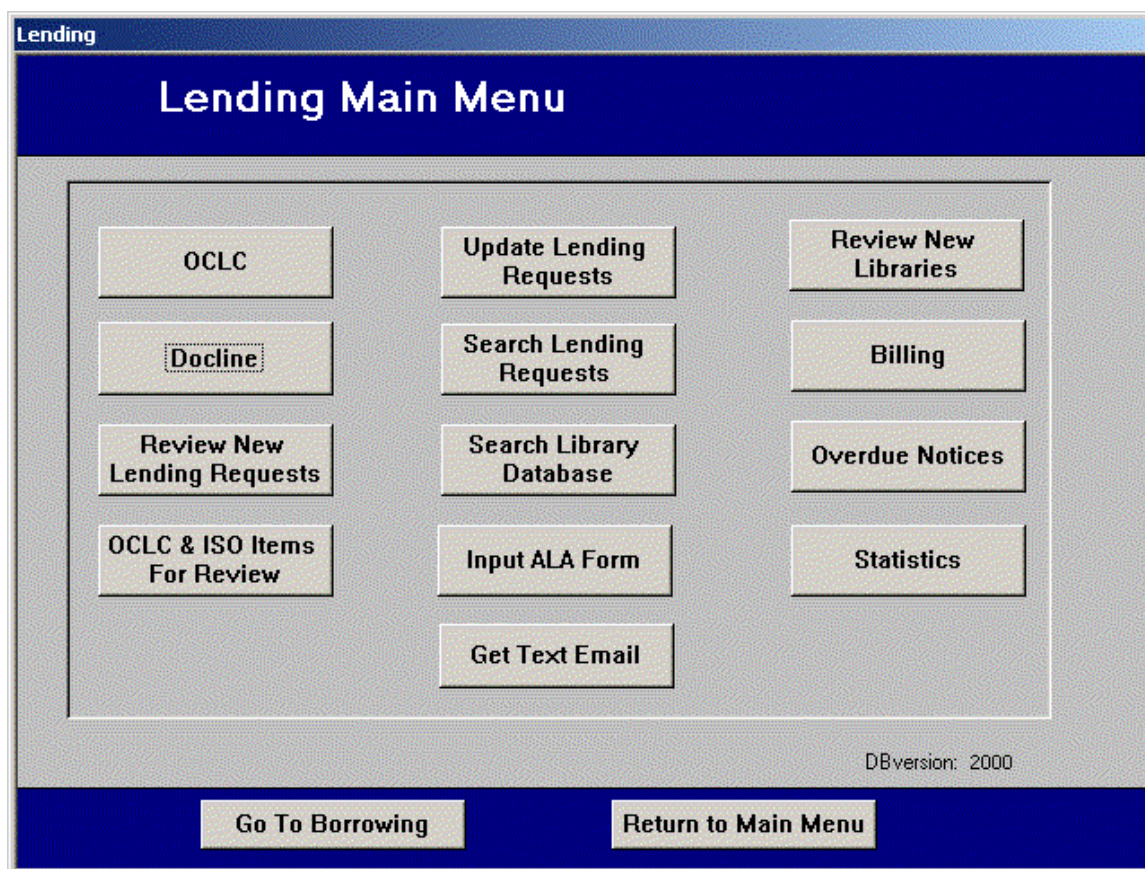 Lending
Lending Main Menu
OCLC
Update Lending
Requests
Review New
Libraries
Docline
Search Lending
Requests
Billing
Review New
Lending Requests
Search Library
Database
Overdue Notices
OCLC & ISO Items
For Review
Input ALA Form
Statistics
Get Text Email
DBversion: 2000
Go To Borrowing
Return to Main Menu